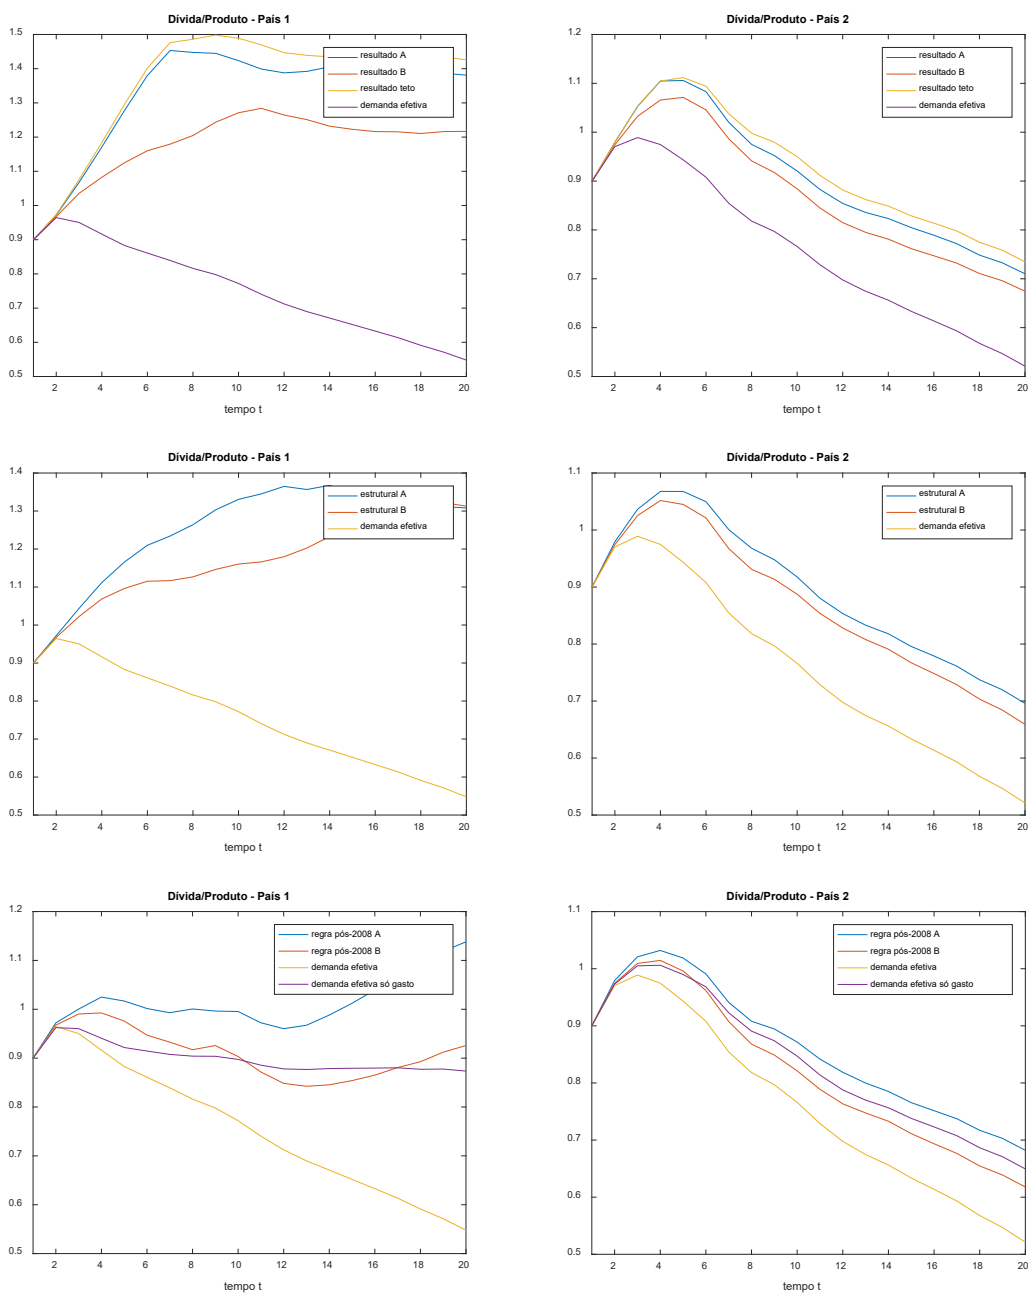 Dívida/Produto - País 1
1.5
1.4
1.3
1.2
1.1
1
0.9
0.8
0.7
0.6
0.5
resultado A
resultado B
resultado teto
demanda efetiva
2 4 6 8 10 12 14 16 18 20
tempo t
Dívida/Produto - País 2
1.2
1.1
1
0.9
0.8
0.7
0.6
0.5
resultado A
resultado B
resultado teto
demanda efetiva
2 4 6 8 10 12 14 16 18 20
tempo t
Dívida/Produto - País 1
1.4
1.3
1.2
1.1
1
0.9
0.8
0.7
0.6
0.5
estrutural A
estrutural B
demanda efetiva
2 4 6 8 10 12 14 16 18 20
tempo t
Dívida/Produto - País 2
1.1
1
0.9
0.8
0.7
0.6
0.5
estrutural A
estrutural B
demanda efetiva
2 4 6 8 10 12 14 16 18 20
tempo t
Dívida/Produto - País 1
1.2
1.1
1
0.9
0.8
0.7
0.6
0.5
regra pós-2008 A
regra pós-2008 B
demanda efetiva
demanda efetiva só gasto
2 4 6 8 10 12 14 16 18 20
tempo t
Dívida/Produto - País 2
1.1
1
0.9
0.8
0.7
0.6
0.5
regra pós-2008 A
regra pós-2008 B
demanda efetiva
demanda efetiva só gasto
2 4 6 8 10 12 14 16 18 20
tempo t